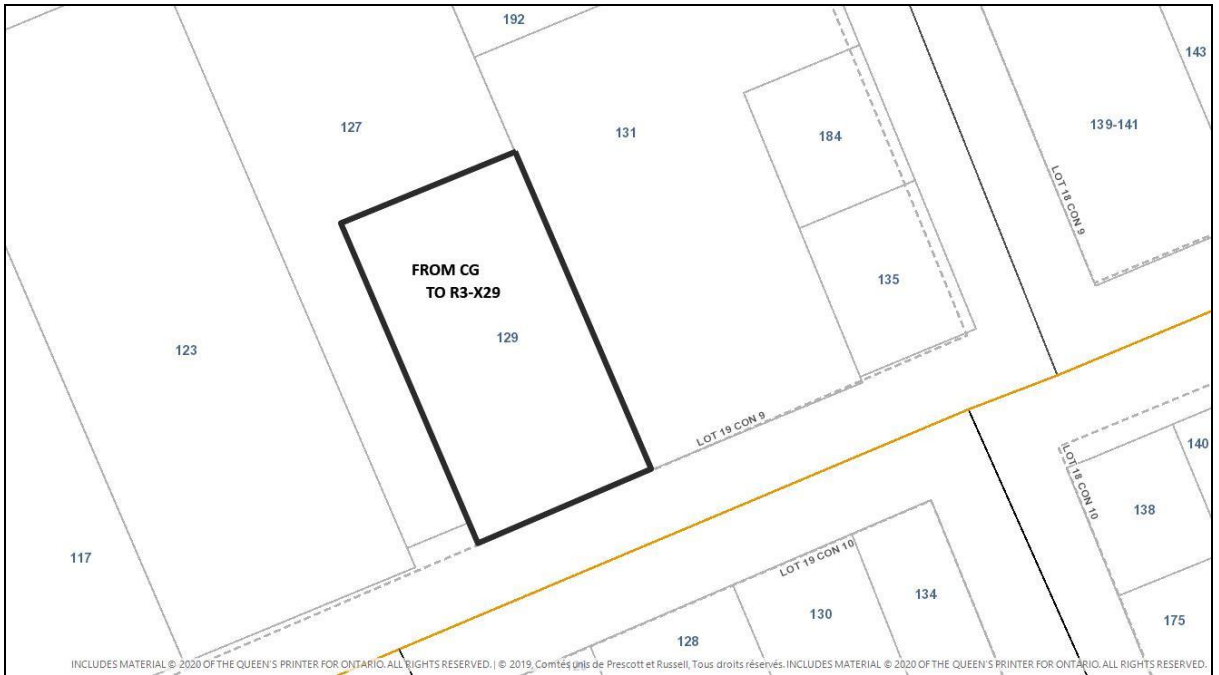 192
143
127
131
184
139-141
LOT 18 CON 9
FROM CG
TO R3-X29
135
129
123
LOT 19 CON 9
140
LOT 18 CON 10
138
117
LOT 19 CON 10
134
130
175
128
INCLUDES MATERIAL © 2020 OF THE QUEEN'S PRINTER FOR ONTARIO. ALL RIGHTS RESERVED. | © 2019, Comtés unis de Prescott et Russell, Tous droits réservés. INCLUDES MATERIAL © 2020 OF THE QUEEN'S PRINTER FOR ONTARIO. ALL RIGHTS RESERVED.